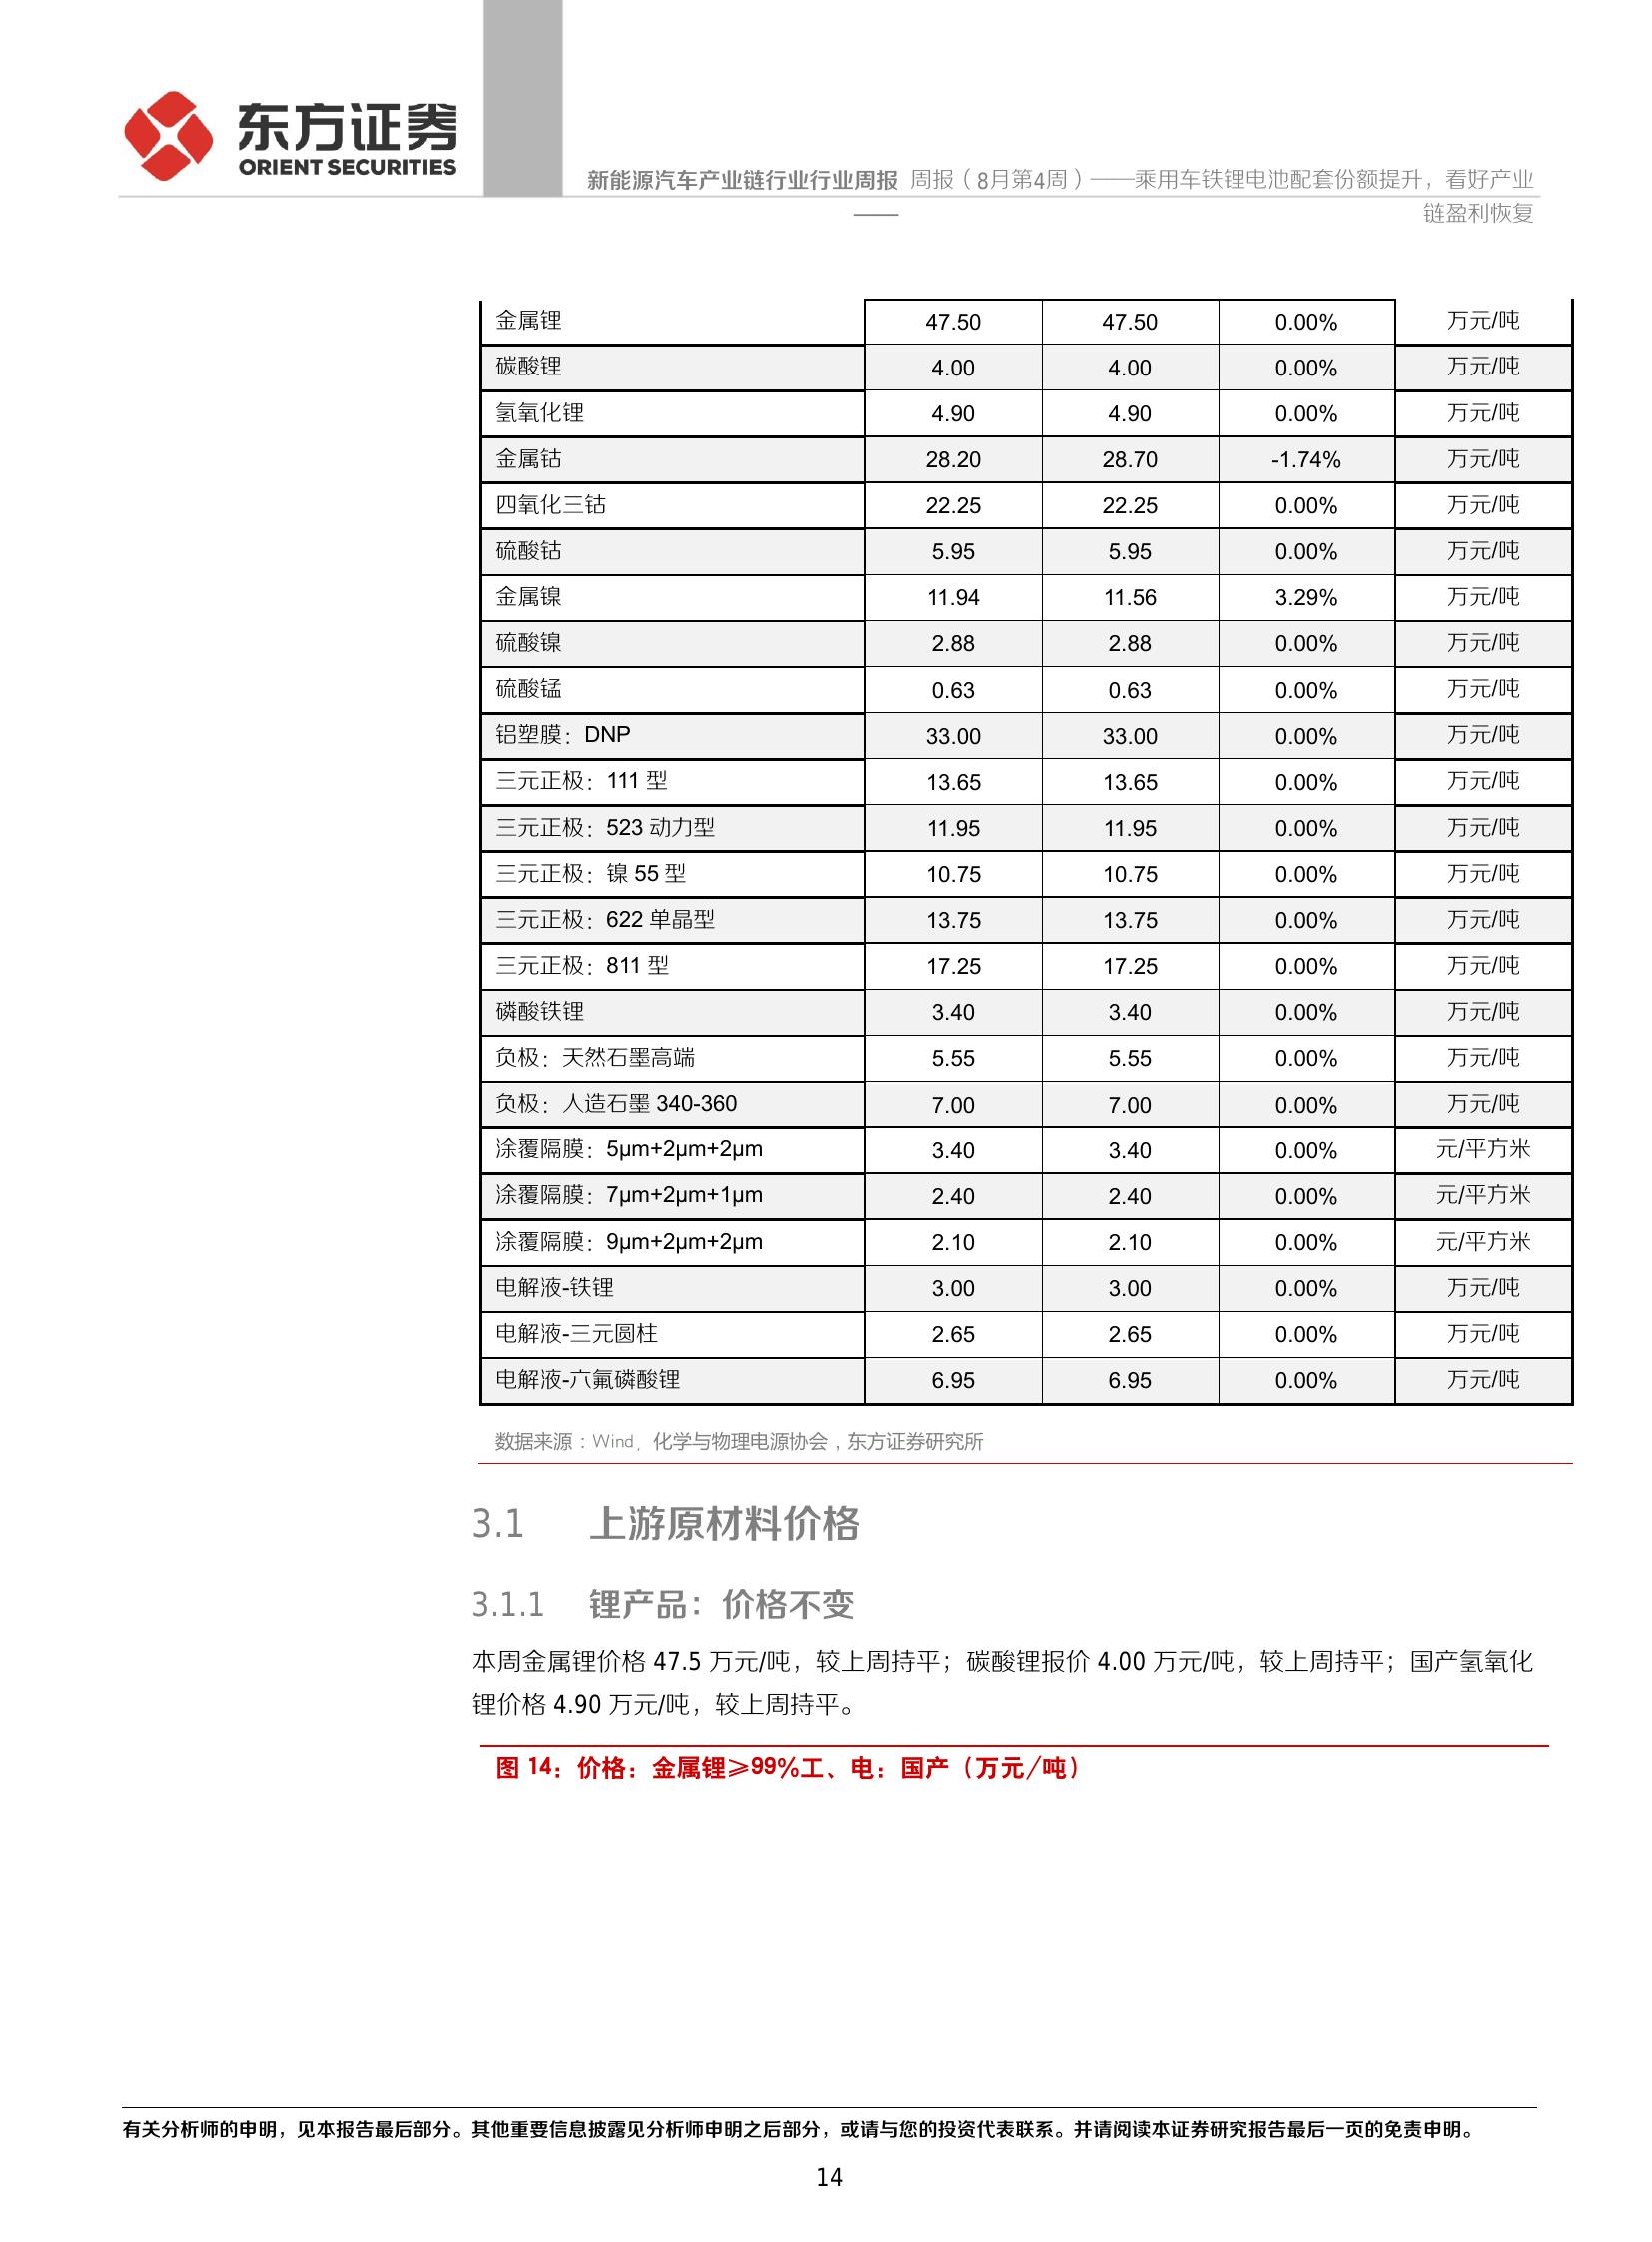 东方证券
ORIENT SECURITIES
新能源汽车产业链行业行业周报 周报（8月第4周）——乘用车铁锂电池配套份额提升，看好产业
——
链盈利恢复
金属锂 47.50 47.50 0.00% 万元/吨
碳酸锂 4.00 4.00 0.00% 万元/吨
氢氧化锂 4.90 4.90 0.00% 万元/吨
金属钴 28.20 28.70 -1.74% 万元/吨
四氧化三钴 22.25 22.25 0.00% 万元/吨
硫酸钴 5.95 5.95 0.00% 万元/吨
金属镍 11.94 11.56 3.29% 万元/吨
硫酸镍 2.88 2.88 0.00% 万元/吨
硫酸锰 0.63 0.63 0.00% 万元/吨
铝塑膜：DNP 33.00 33.00 0.00% 万元/吨
三元正极：111 型 13.65 13.65 0.00% 万元/吨
三元正极：523 动力型 11.95 11.95 0.00% 万元/吨
三元正极：镍 55 型 10.75 10.75 0.00% 万元/吨
三元正极：622 单晶型 13.75 13.75 0.00% 万元/吨
三元正极：811 型 17.25 17.25 0.00% 万元/吨
磷酸铁锂 3.40 3.40 0.00% 万元/吨
负极：天然石墨高端 5.55 5.55 0.00% 万元/吨
负极：人造石墨 340-360 7.00 7.00 0.00% 万元/吨
涂覆隔膜：5μm+2μm+2μm 3.40 3.40 0.00% 元/平方米
涂覆隔膜：7μm+2μm+1μm 2.40 2.40 0.00% 元/平方米
涂覆隔膜：9μm+2μm+2μm 2.10 2.10 0.00% 元/平方米
电解液-铁锂 3.00 3.00 0.00% 万元/吨
电解液-三元圆柱 2.65 2.65 0.00% 万元/吨
电解液-六氟磷酸锂 6.95 6.95 0.00% 万元/吨
数据来源：Wind，化学与物理电源协会，东方证券研究所
3.1 上游原材料价格
3.1.1 锂产品：价格不变
本周金属锂价格 47.5 万元/吨，较上周持平；碳酸锂报价 4.00 万元/吨，较上周持平；国产氢氧化
锂价格 4.90 万元/吨，较上周持平。
图 14：价格：金属锂≥99%工、电：国产（万元/吨）
有关分析师的申明，见本报告最后部分。其他重要信息披露见分析师申明之后部分，或请与您的投资代表联系。并请阅读本证券研究报告最后一页的免责申明。
14